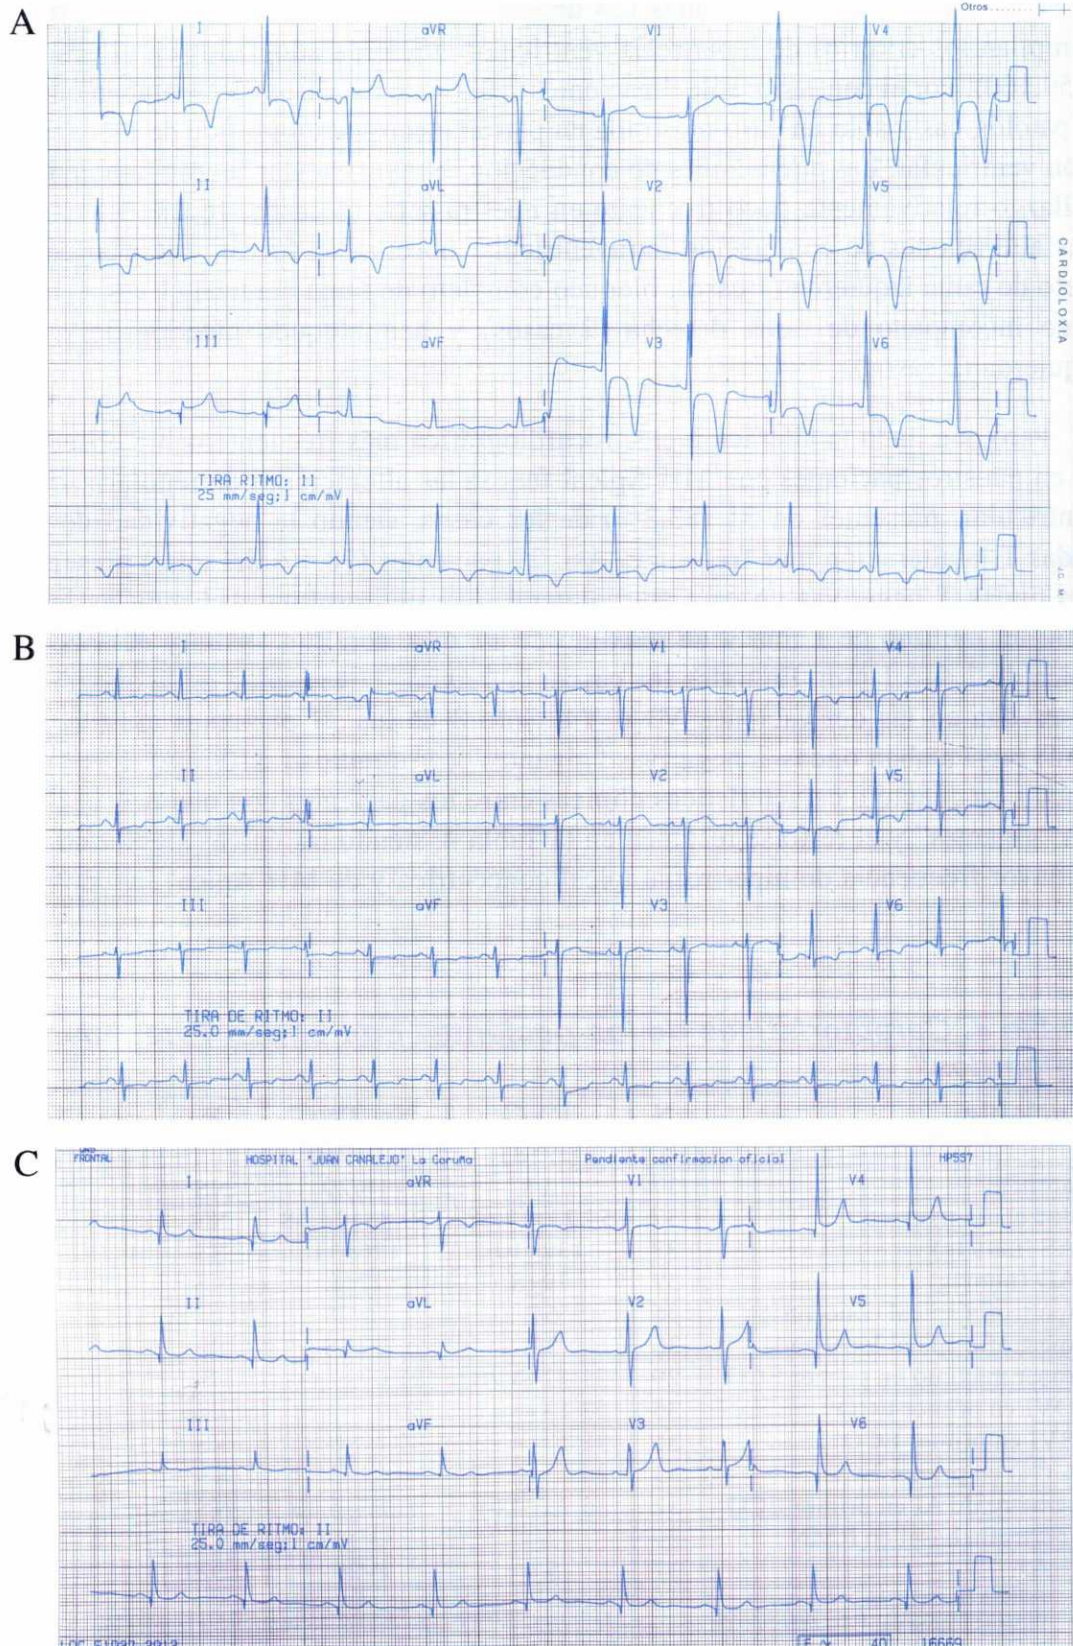 A
Otros
I aVR V1 V4
II aVL V2 V5
CARDIOLOXIA
III aVF V3 V6
TIRA RITMO: II
25 mm/seg;1 cm/mV
B
I aVR V1 V4
II aVL V2 V5
III aVF V3 V6
TIRA DE RITMO: II
25.0 mm/seg;1 cm/mV
C
FRONTAL HOSPITAL "JUAN CANALEJO" La Coruña Pendiente confirmacion oficial HP557
I aVR V1 V4
II aVL V2 V5
III aVF V3 V6
TIRA DE RITMO: II
25.0 mm/seg;1 cm/mV